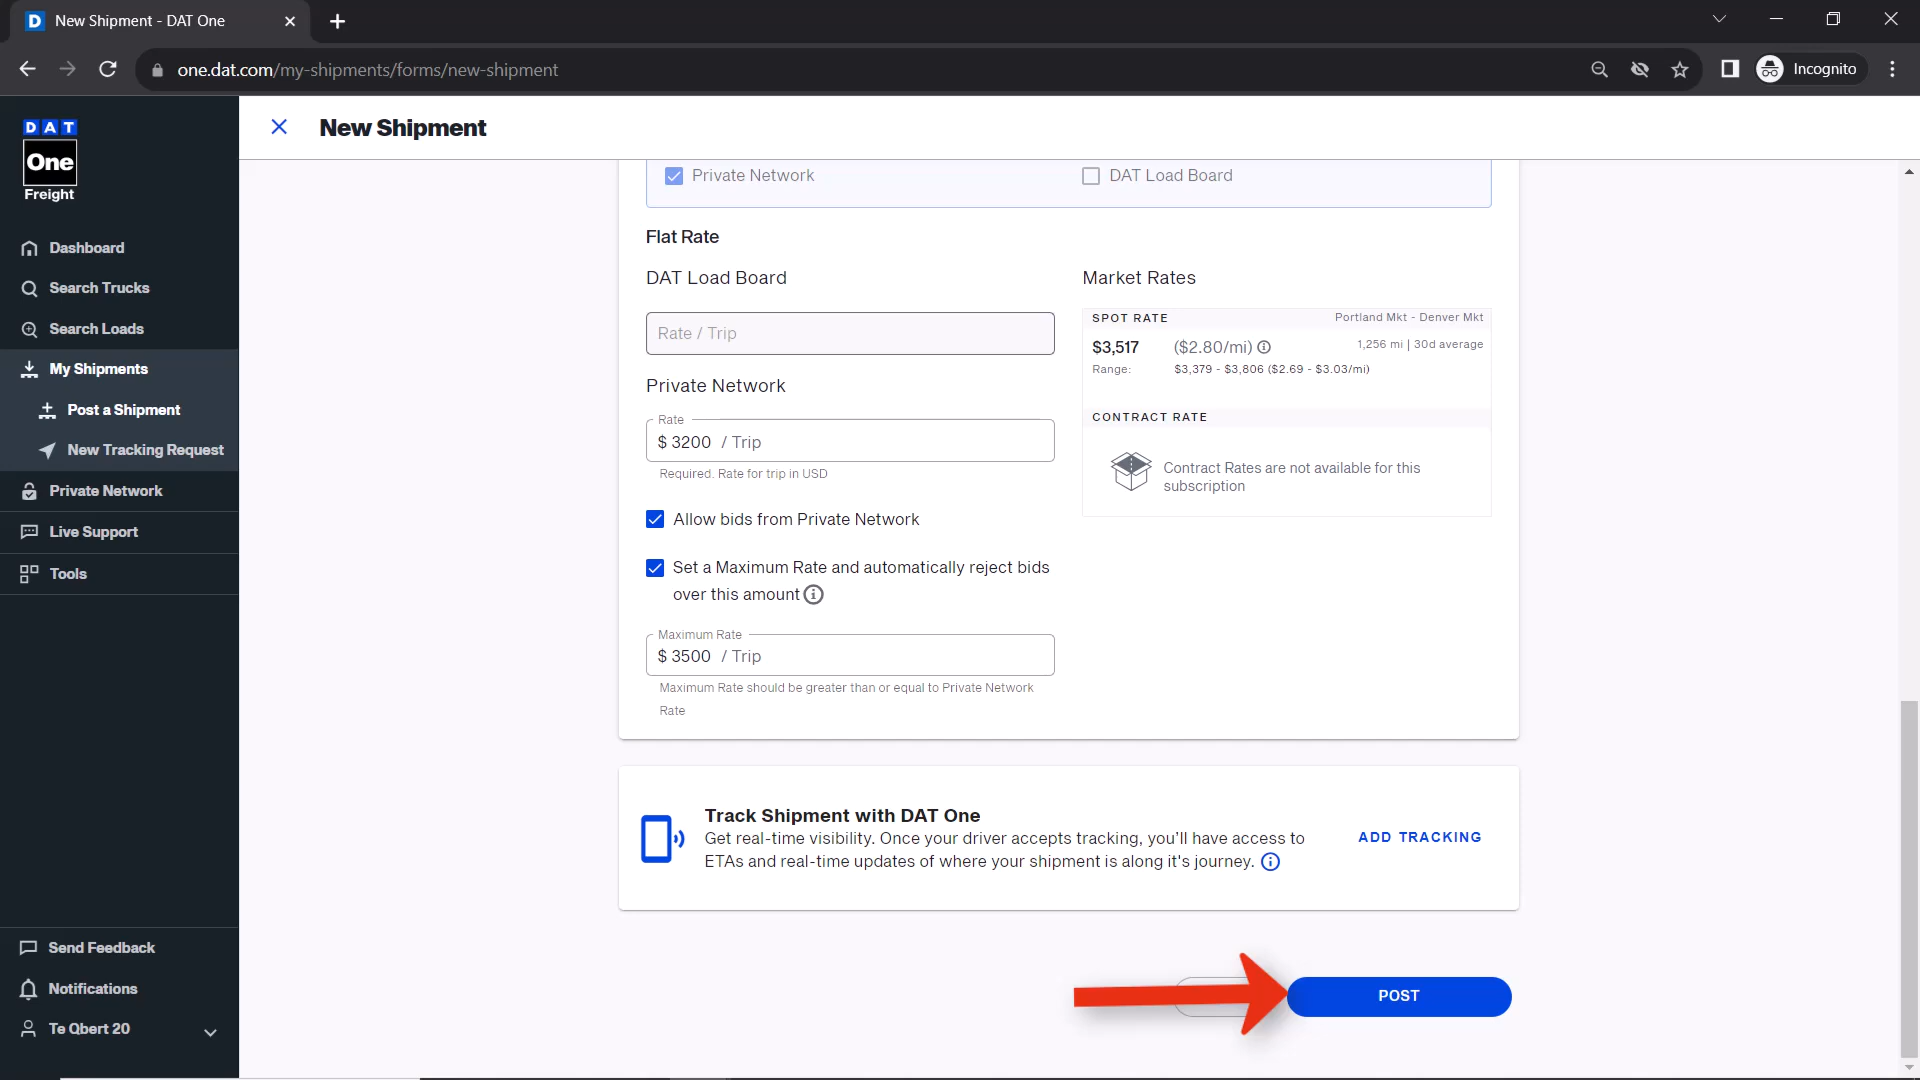 D
New Shipment - DAT One
one.dat.com/my-shipments/forms/new-shipment
Incognito
DAT
One
Freight
Dashboard
Search Trucks
Search Loads
My Shipments
Post a Shipment
New Tracking Request
Private Network
Live Support
Tools
Send Feedback
Notifications
Te Qbert 20
New Shipment
Private Network
DAT Load Board
Flat Rate
DAT Load Board
Rate / Trip
Private Network
Rate
$ 3200 / Trip
Required. Rate for trip in USD
Allow bids from Private Network
Set a Maximum Rate and automatically reject bids
over this amount
Maximum Rate
$ 3500 / Trip
Maximum Rate should be greater than or equal to Private Network
Rate
Market Rates
SPOT RATE
Portland Mkt - Denver Mkt
$3,517 ($2.80/mi)
1,256 mi | 30d average
Range: $3,379 - $3,806 ($2.69 - $3.03/mi)
CONTRACT RATE
Contract Rates are not available for this
subscription
Track Shipment with DAT One
Get real-time visibility. Once your driver accepts tracking, you'll have access to
ETAs and real-time updates of where your shipment is along it's journey.
ADD TRACKING
POST